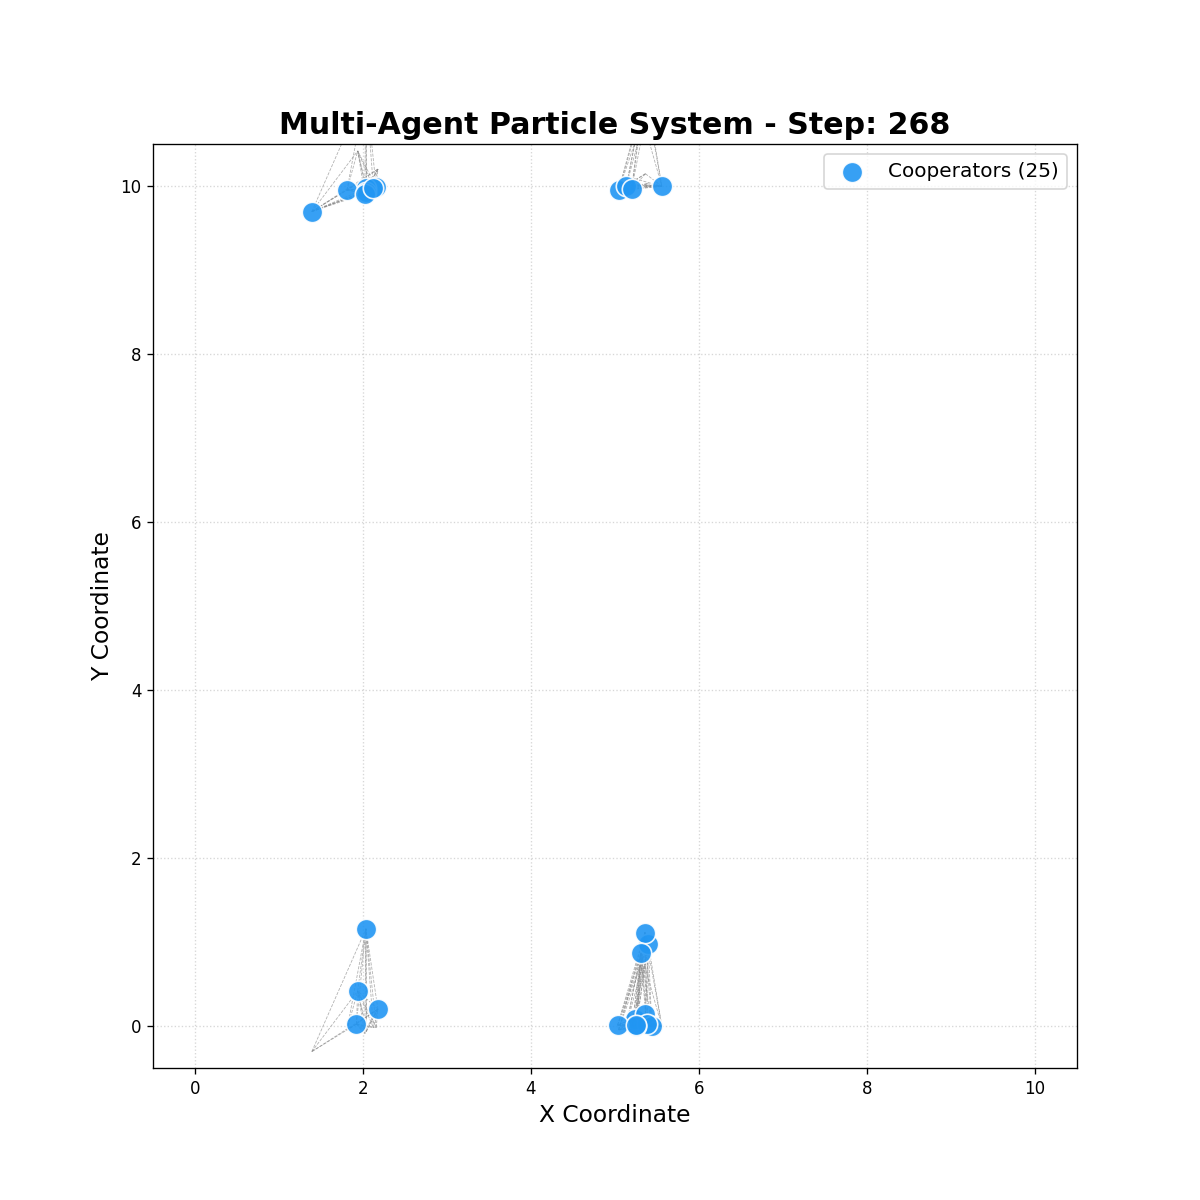 Multi-Agent Particle System - Step: 268
Cooperators (25)
10
8
6
4
2
0
Y Coordinate
0 2 4 6 8 10
X Coordinate